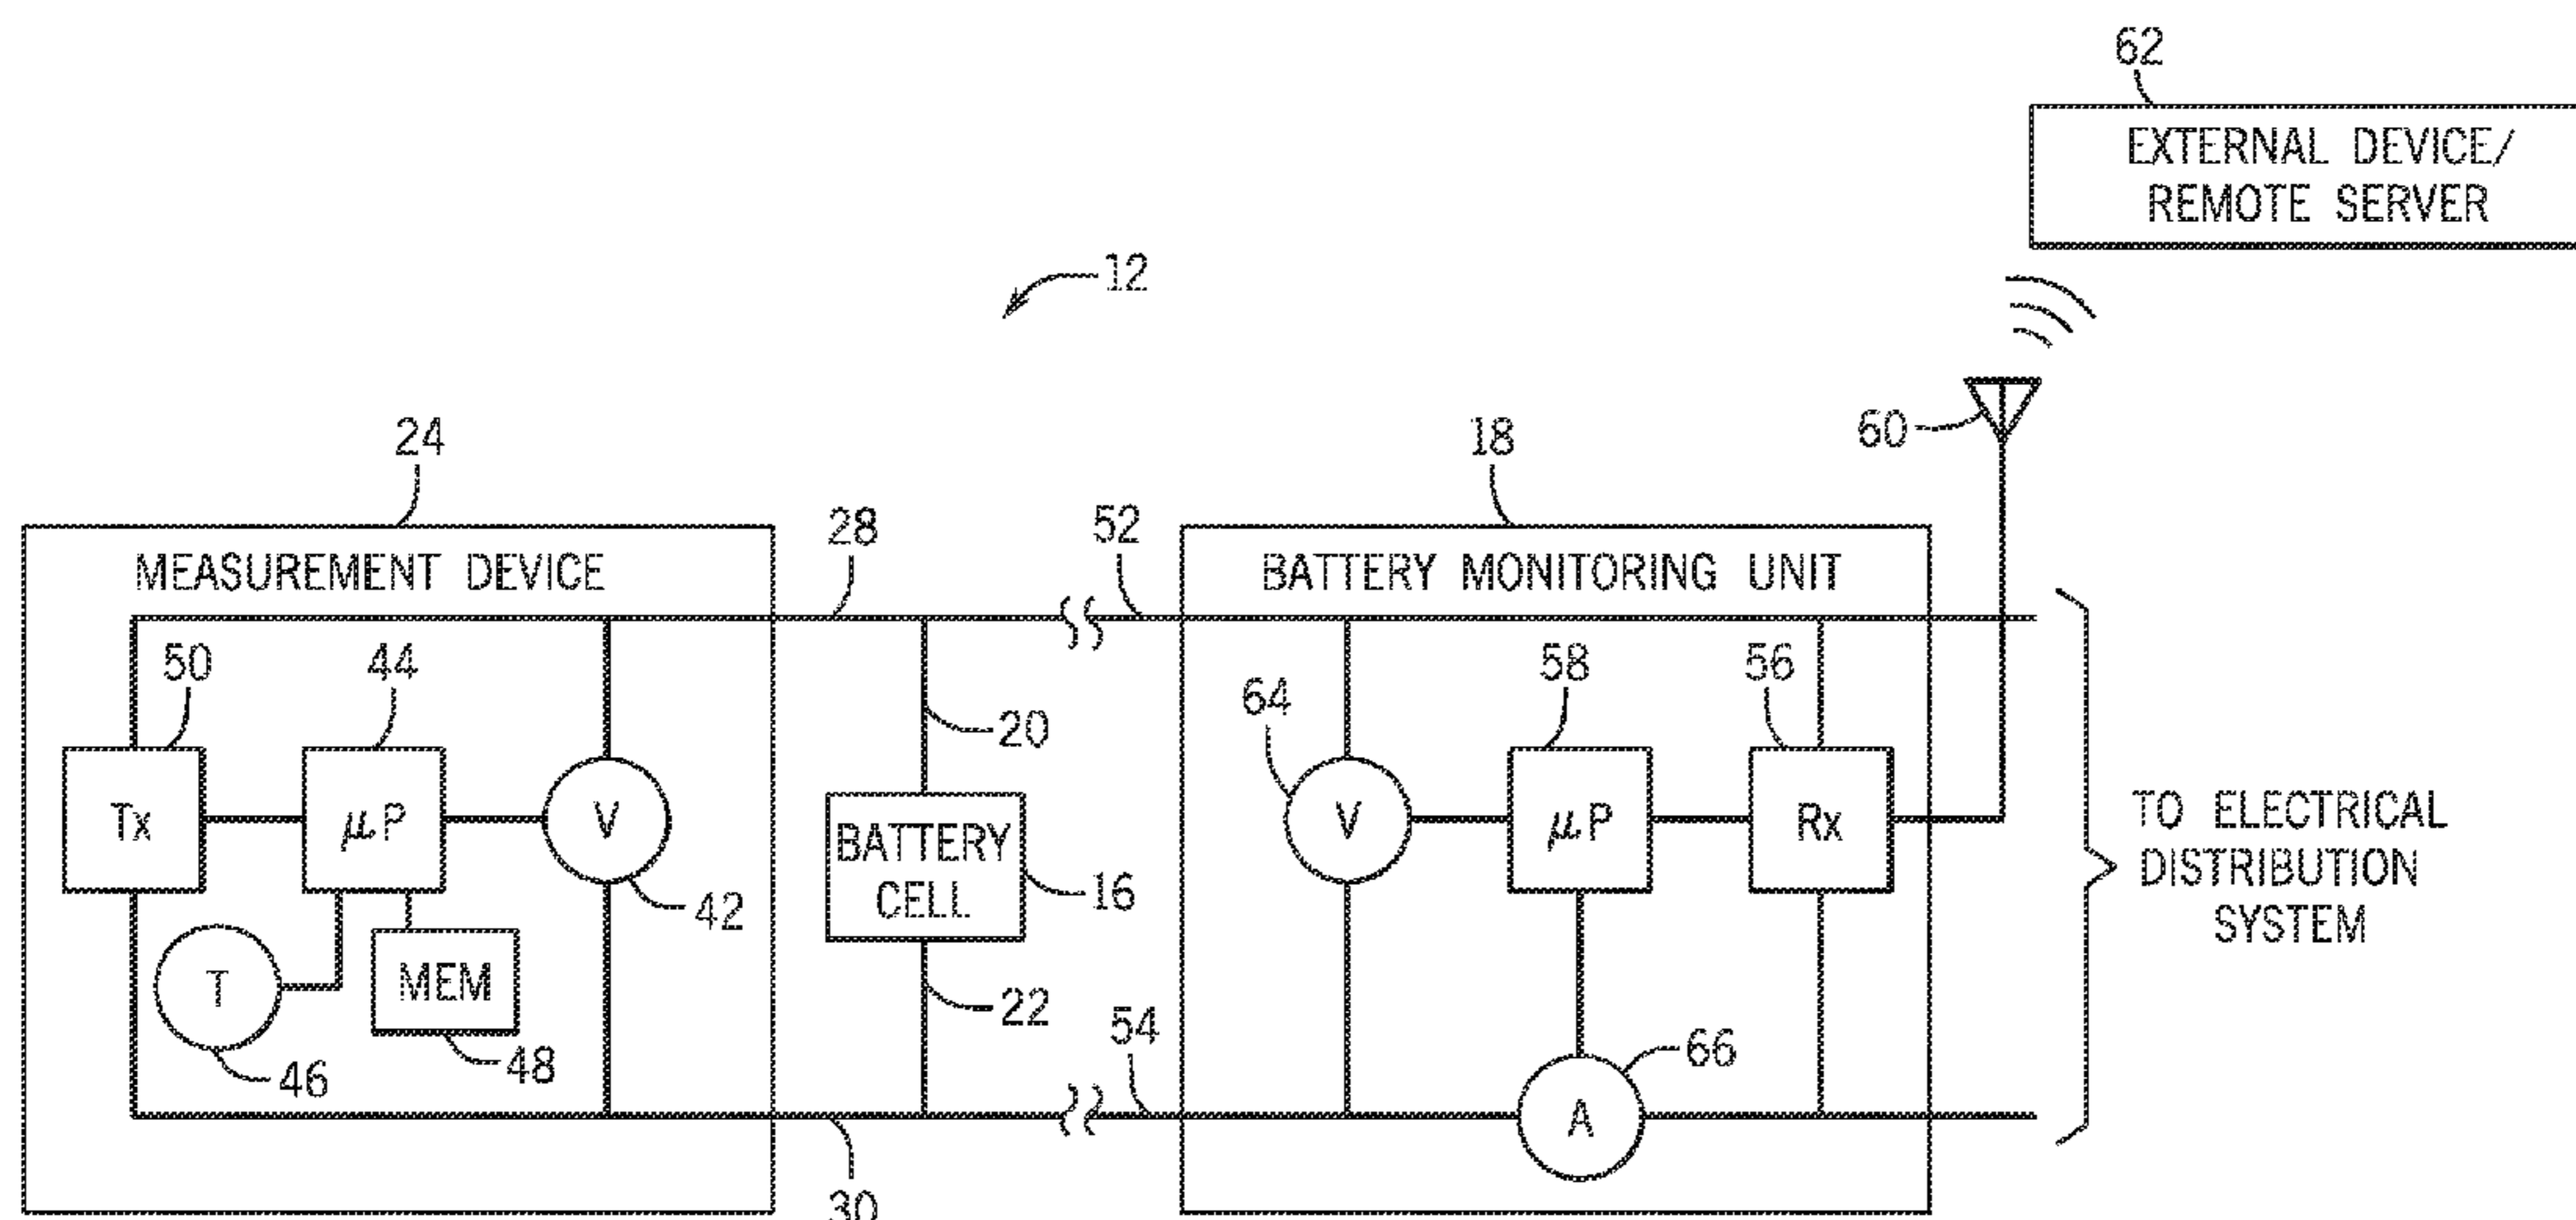 62
EXTERNAL DEVICE/
REMOTE SERVER
12
60
24
18
28
52
MEASUREMENT DEVICE
BATTERY MONITORING UNIT
50
44
64
58
56
20
Tx
μP
V
BATTERY
CELL
16
V
μP
Rx
TO ELECTRICAL
DISTRIBUTION
SYSTEM
42
T
MEM
22
54
46
48
66
A
30